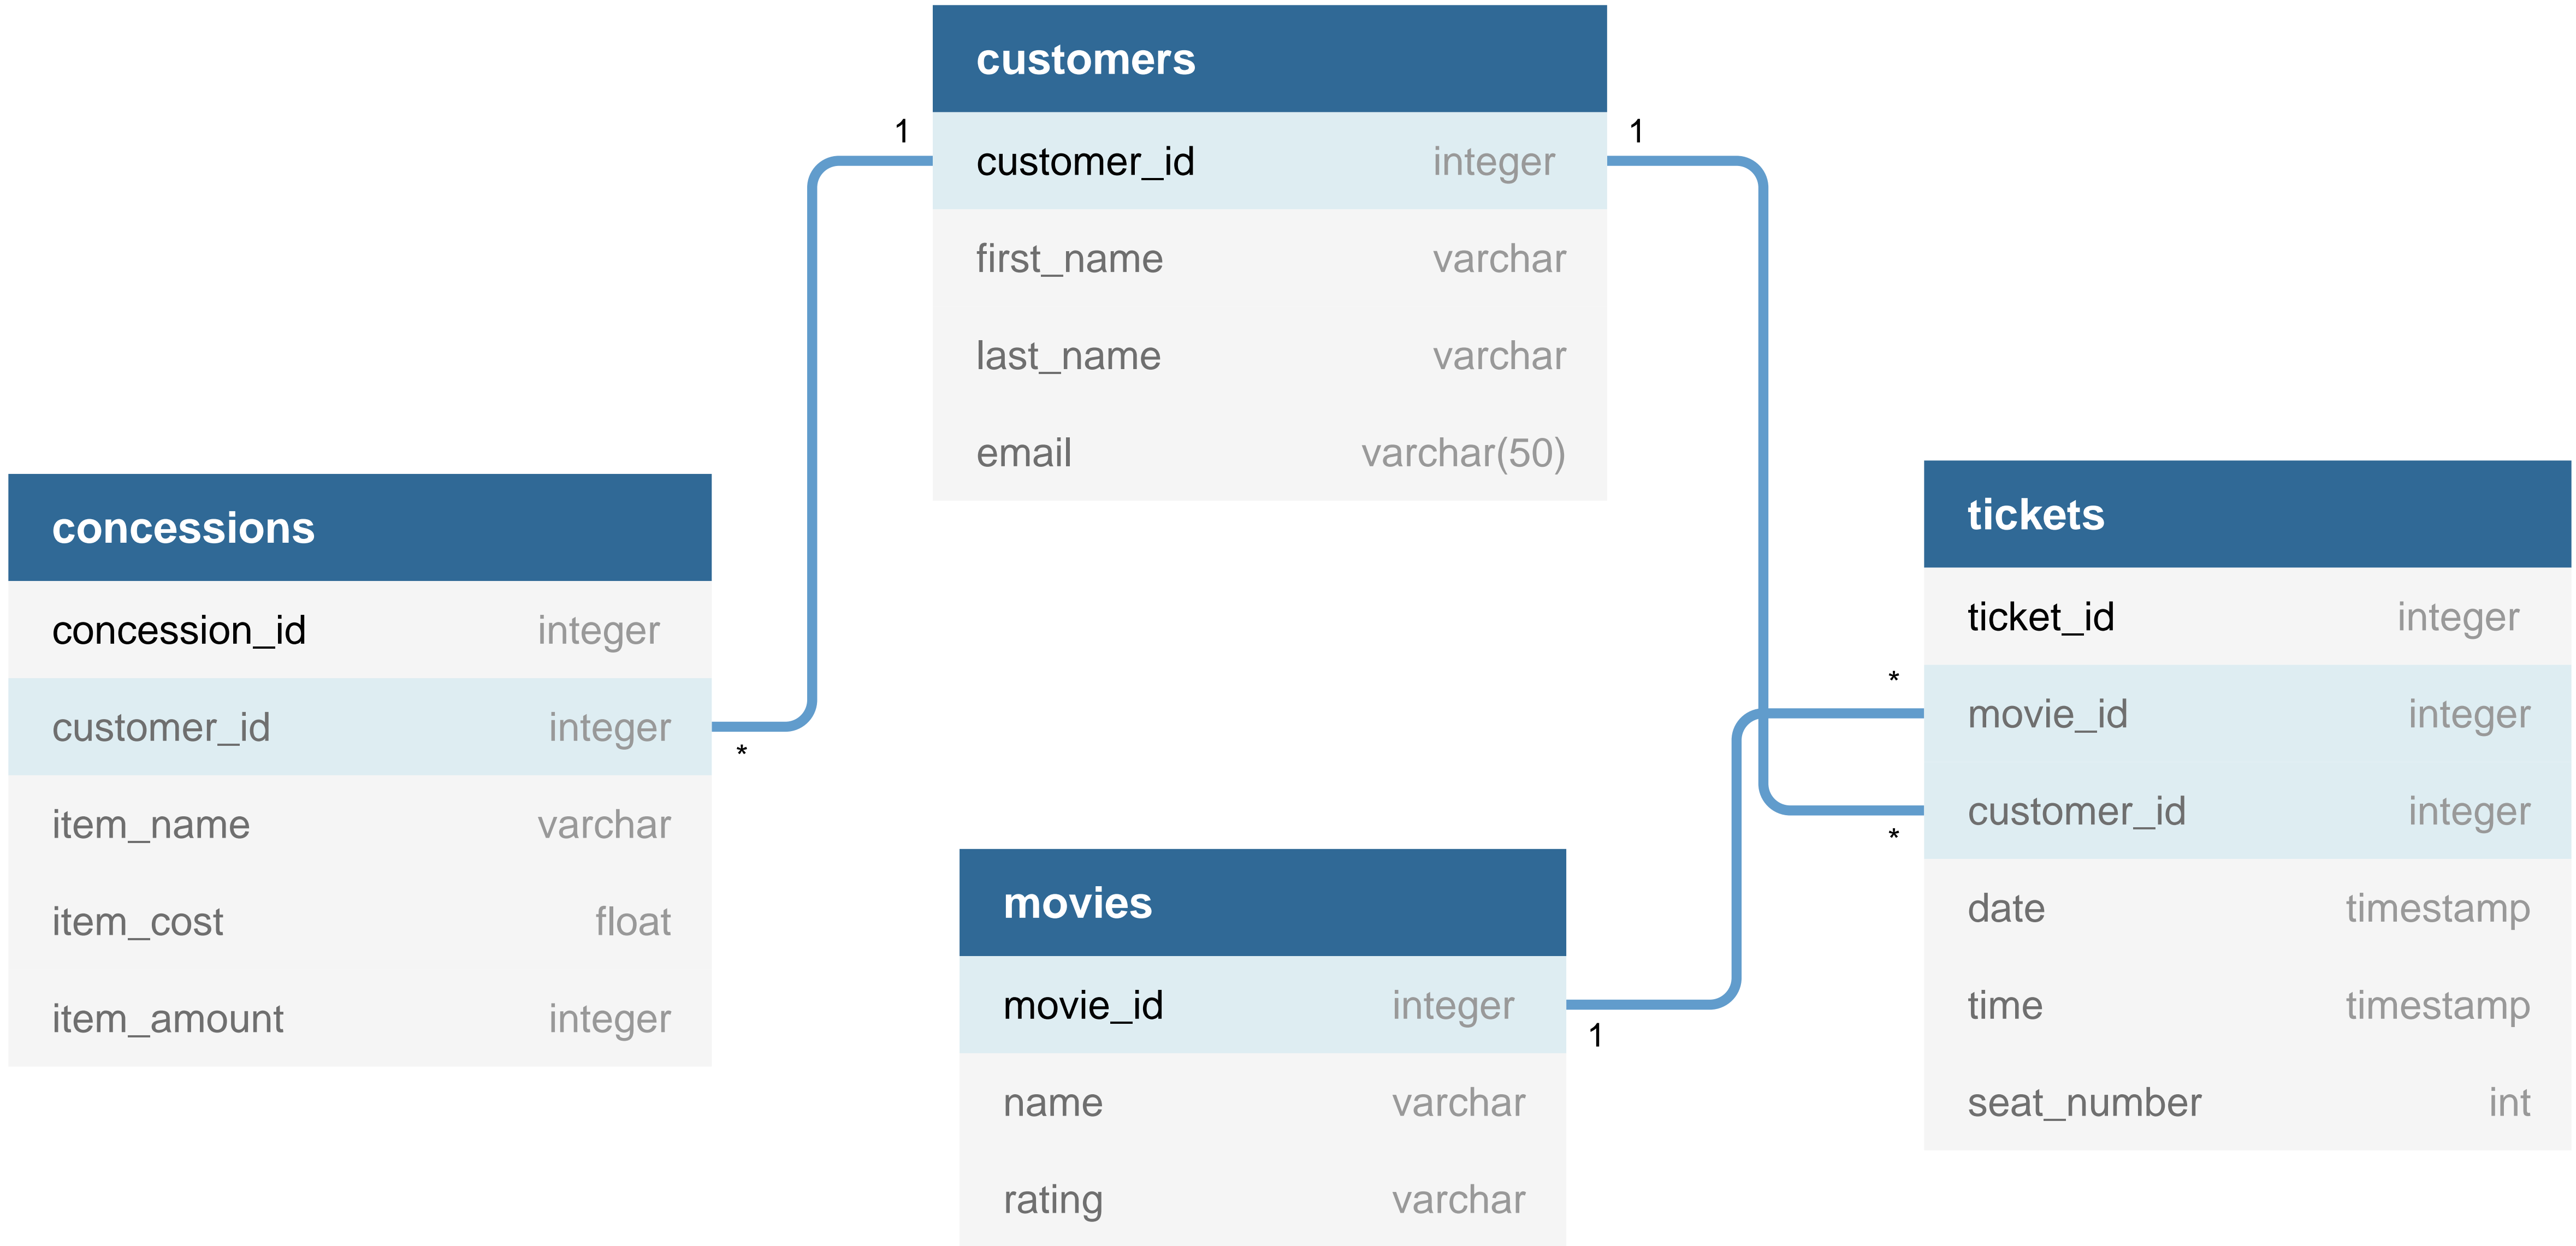 customers
1
1
customer_id integer
first_name varchar
last_name varchar
email varchar(50)
concessions
concession_id integer
customer_id integer
*
item_name varchar
item_cost float
item_amount integer
tickets
ticket_id integer
*
movie_id integer
customer_id integer
*
date timestamp
time timestamp
seat_number int
movies
movie_id integer
1
name varchar
rating varchar